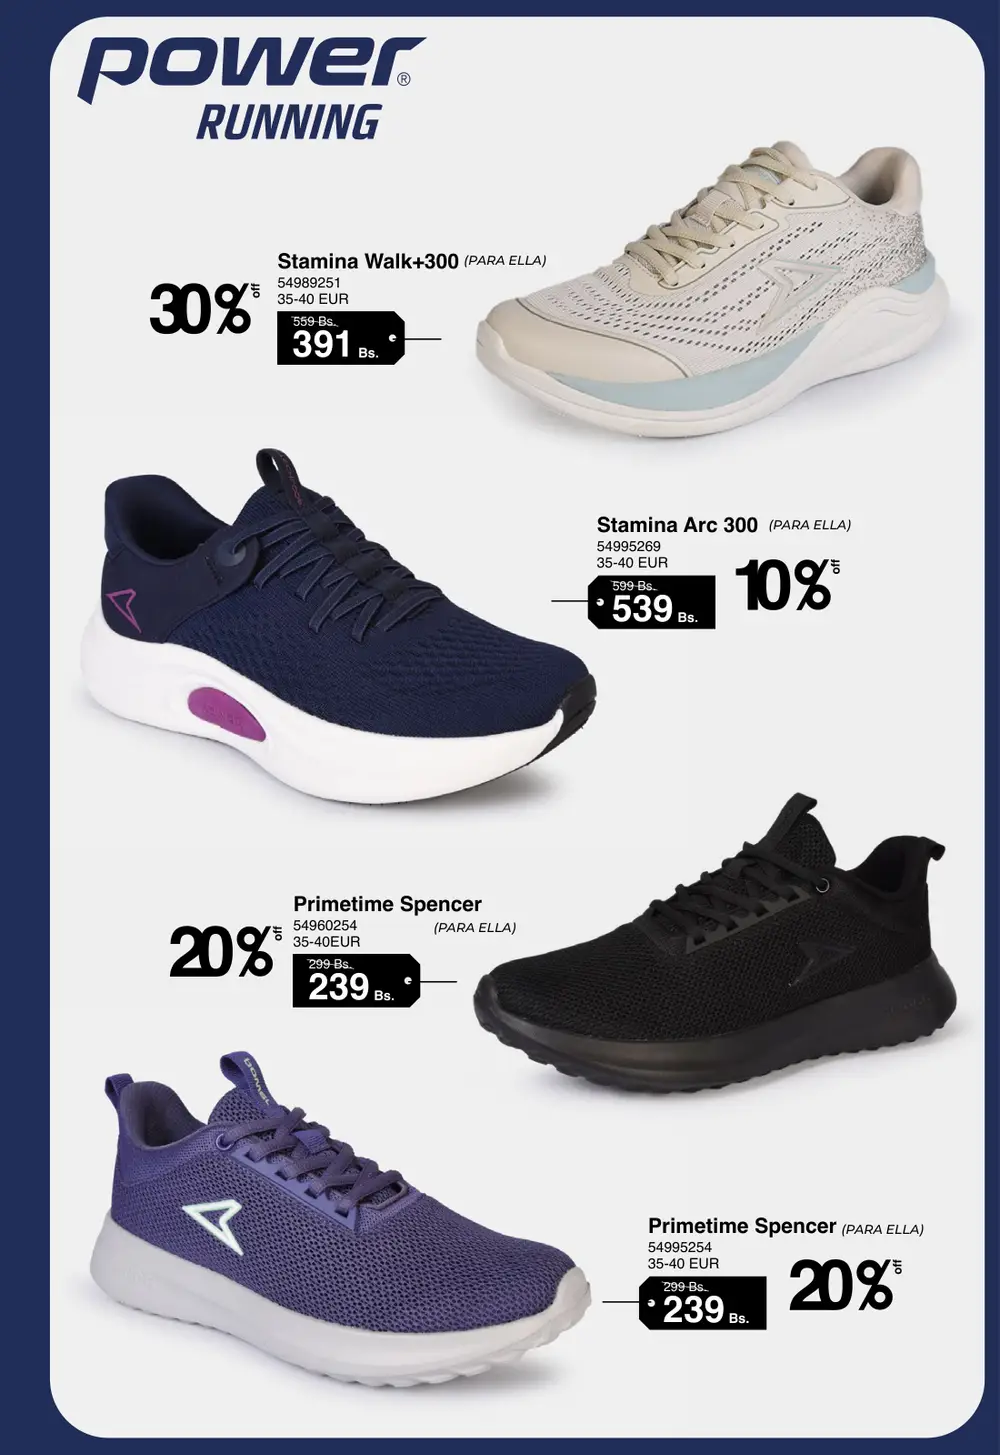 power®
RUNNING
Stamina Walk+300 (PARA ELLA)
54989251
35-40 EUR
30% off
559 Bs.
391 Bs.
Stamina Arc 300 (PARA ELLA)
54995269
35-40 EUR
599 Bs.
539 Bs.
10% off
Primetime Spencer
54960254 (PARA ELLA)
35-40EUR
20% off
299 Bs.
239 Bs.
power
Primetime Spencer (PARA ELLA)
54995254
35-40 EUR
299 Bs.
239 Bs.
20% off